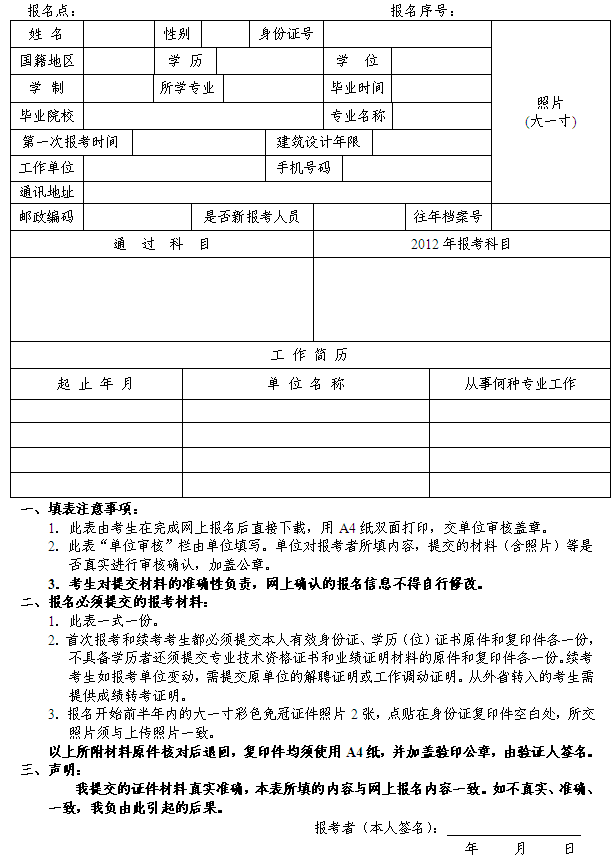 报名点： 报名序号：
姓 名 性别 身份证号
国籍地区 学 历 学 位
学 制 所学专业 毕业时间
照片
(大一寸)
毕业院校 专业名称
第一次报考时间 建筑设计年限
工作单位 手机号码
通讯地址
邮政编码 是否新报考人员 往年档案号
通 过 科 目 2012 年报考科目
工 作 简 历
起 止 年 月 单 位 名 称 从事何种专业工作
一、填表注意事项：
1. 此表由考生在完成网上报名后直接下载，用 A4 纸双面打印，交单位审核盖章。
2. 此表“单位审核”栏由单位填写。单位对报考者所填内容，提交的材料（含照片）等是
否真实进行审核确认，加盖公章。
3. 考生对提交材料的准确性负责，网上确认的报名信息不得自行修改。
二、报名必须提交的报考材料：
1. 此表一式一份。
2. 首次报考和续考考生都必须提交本人有效身份证、学历（位）证书原件和复印件各一份，
不具备学历者还须提交专业技术资格证书和业绩证明材料的原件和复印件各一份。续考
考生如报考单位变动，需提交原单位的解聘证明或工作调动证明。从外省转入的考生需
提供成绩转考证明。
3. 报名开始前半年内的大一寸彩色免冠证件照片 2 张，点贴在身份证复印件空白处，所交
照片须与上传照片一致。
以上所附材料原件核对后退回，复印件均须使用 A4 纸，并加盖验印公章，由验证人签名。
三、声明：
我提交的证件材料真实准确，本表所填的内容与网上报名内容一致。如不真实、准确、
一致，我负由此引起的后果。
报考者（本人签名）：
年 月 日